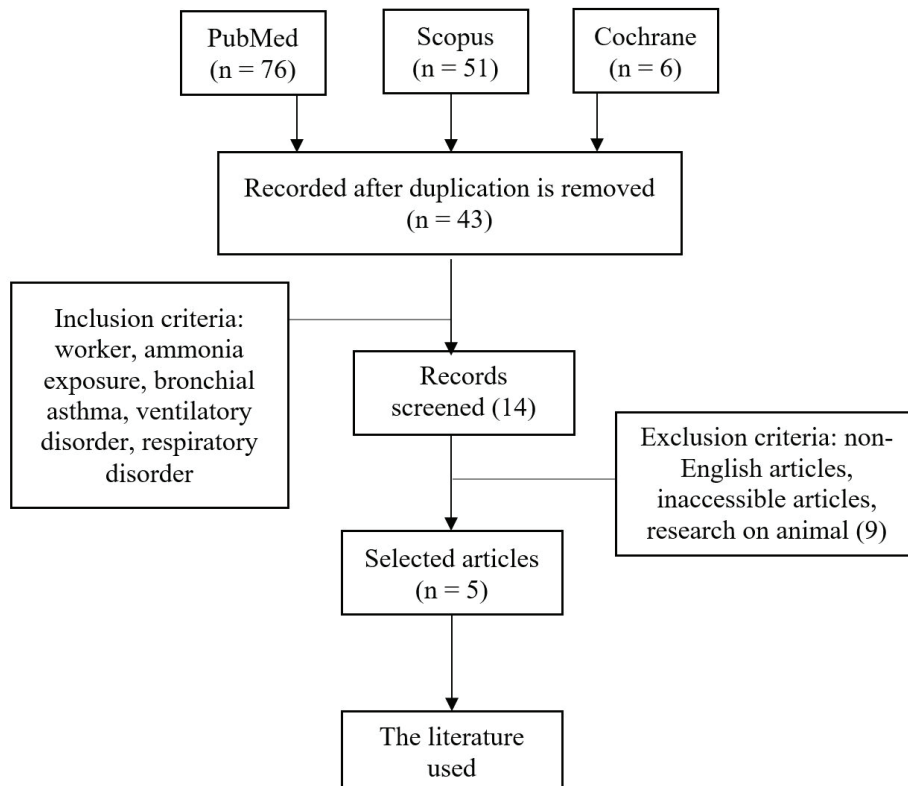 PubMed
(n = 76)
Scopus
(n = 51)
Cochrane
(n = 6)
Recorded after duplication is removed
(n = 43)
Inclusion criteria:
worker, ammonia
exposure, bronchial
asthma, ventilatory
disorder, respiratory
disorder
Records
screened (14)
Exclusion criteria: non-
English articles,
inaccessible articles,
research on animal (9)
Selected articles
(n = 5)
The literature
used